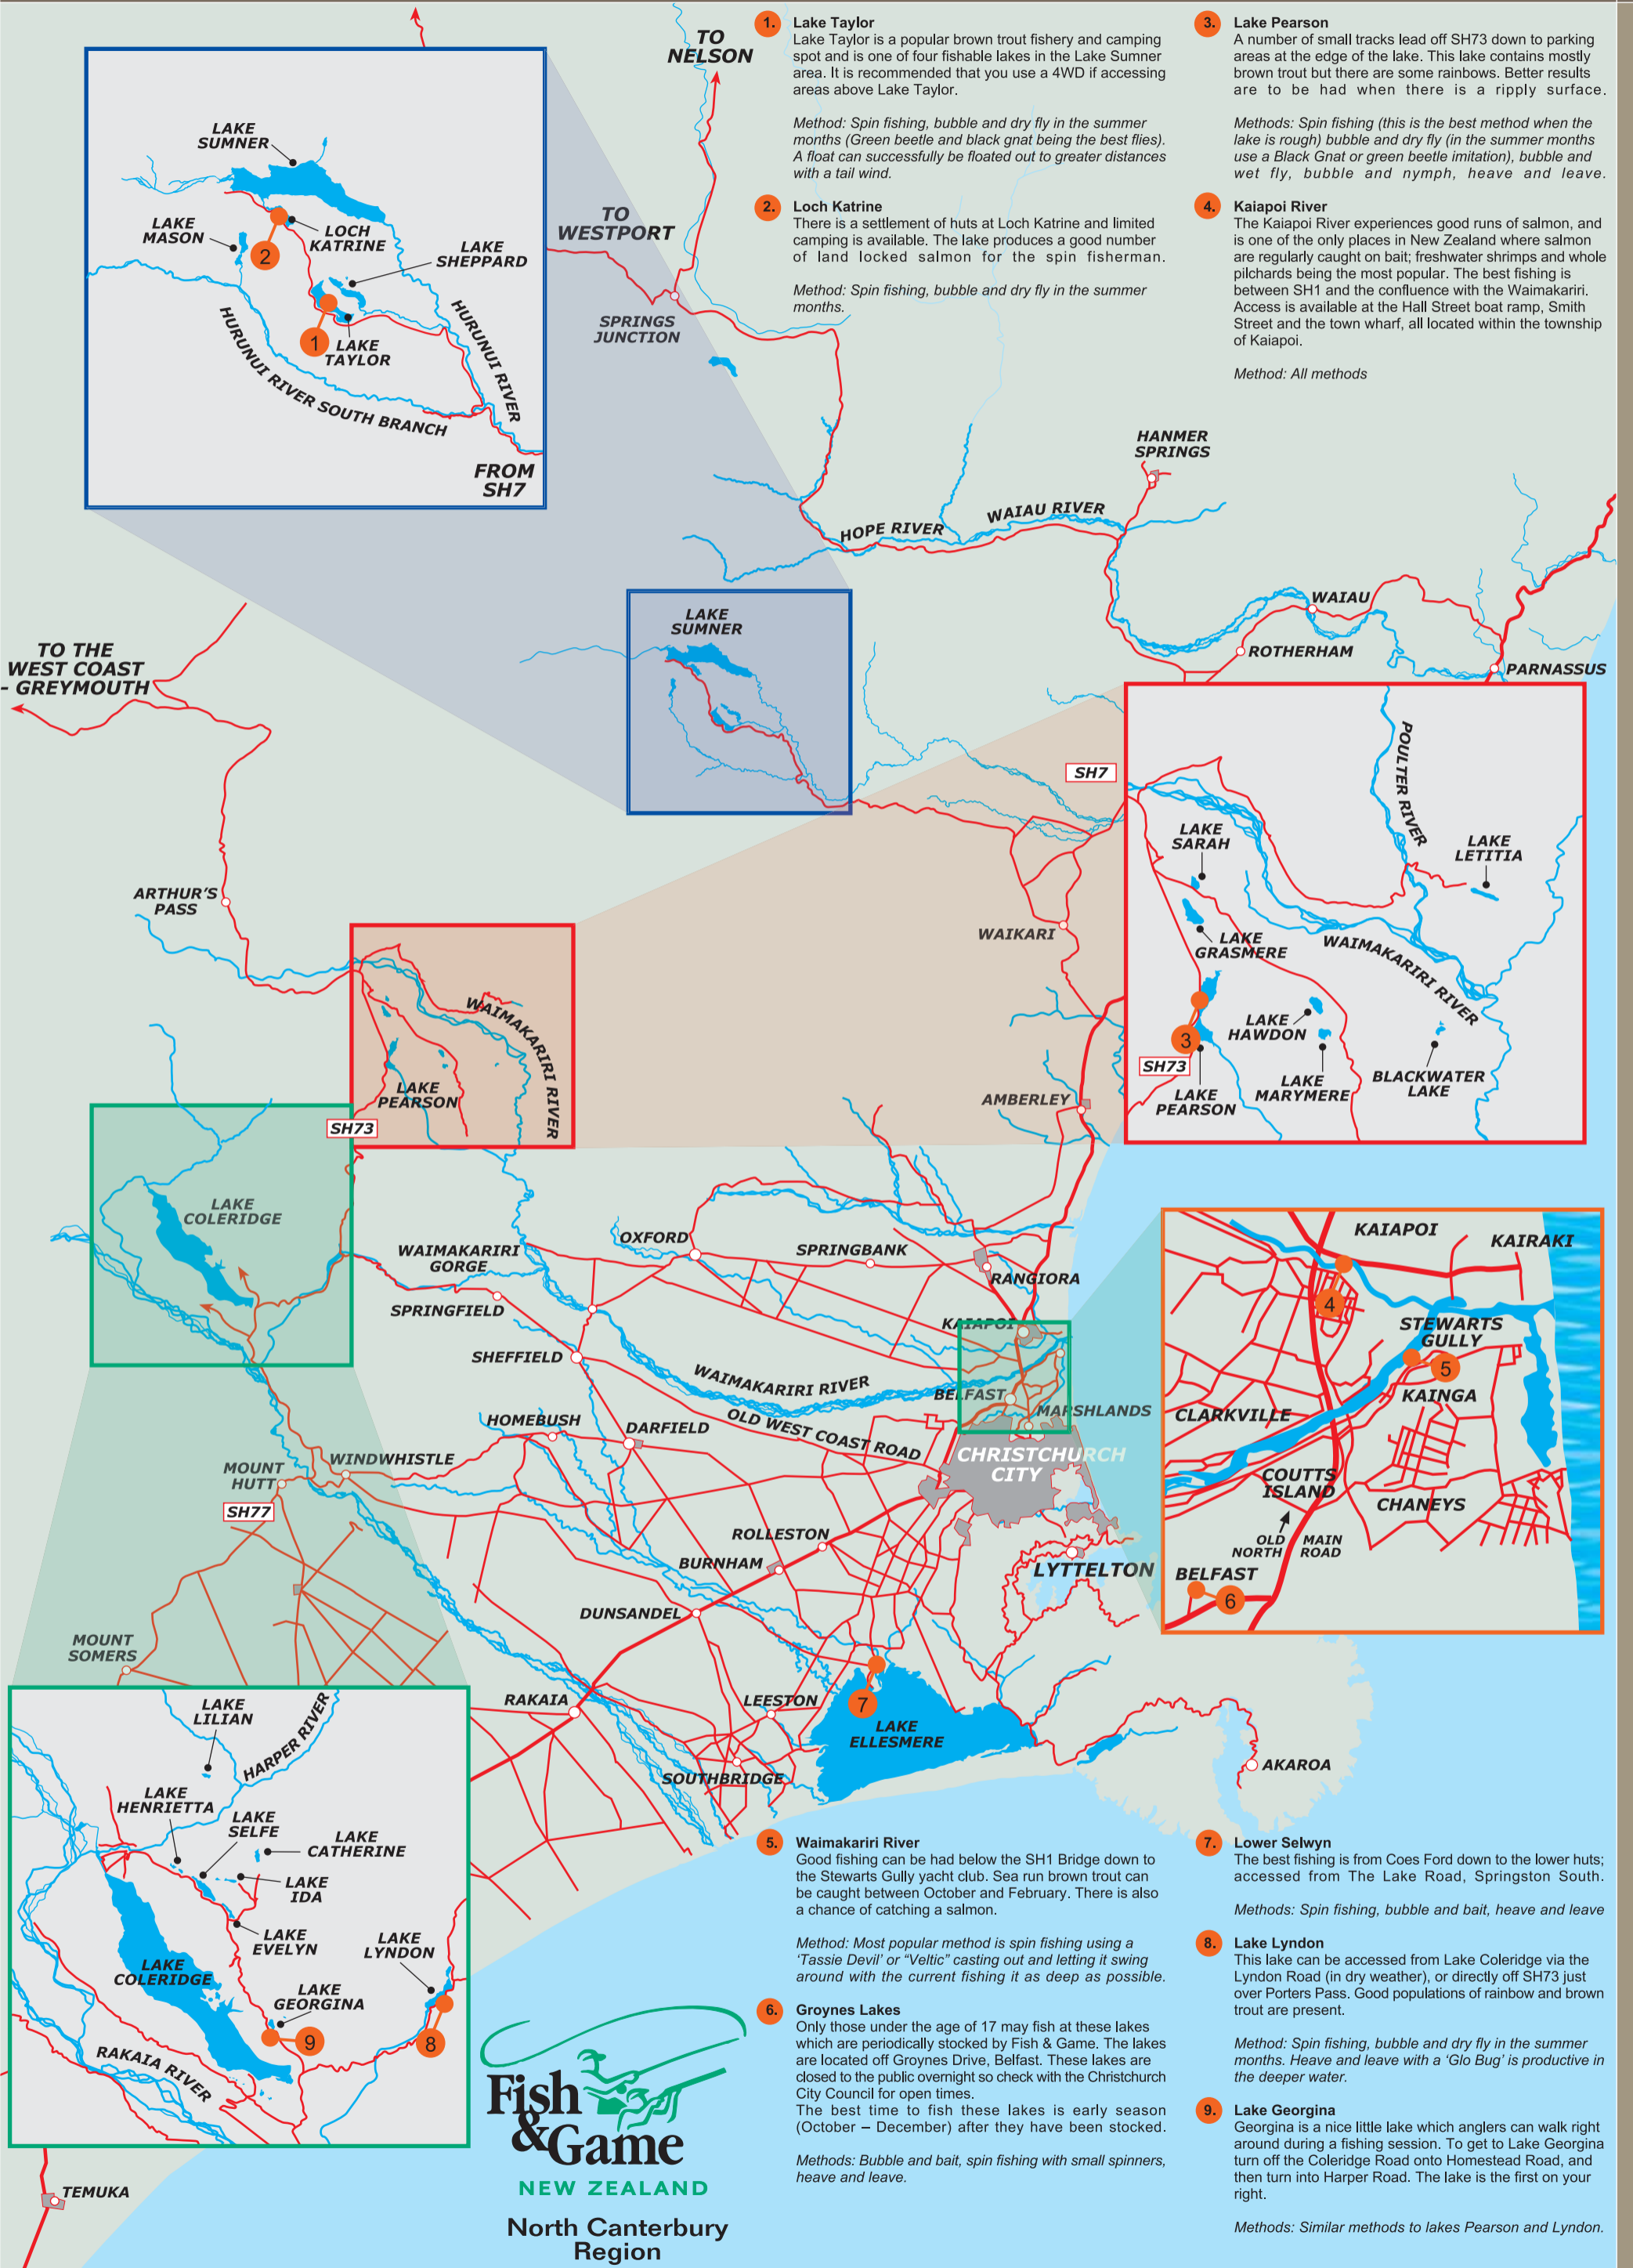 TO
NELSON
1.
Lake Taylor
Lake Taylor is a popular brown trout fishery and camping
spot and is one of four fishable lakes in the Lake Sumner
area. It is recommended that you use a 4WD if accessing
areas above Lake Taylor.
Method: Spin fishing, bubble and dry fly in the summer
months (Green beetle and black gnat being the best flies).
A float can successfully be floated out to greater distances
with a tail wind.
2.
Loch Katrine
There is a settlement of huts at Loch Katrine and limited
camping is available. The lake produces a good number
of land locked salmon for the spin fisherman.
Method: Spin fishing, bubble and dry fly in the summer
months.
3.
Lake Pearson
A number of small tracks lead off SH73 down to parking
areas at the edge of the lake. This lake contains mostly
brown trout but there are some rainbows. Better results
are to be had when there is a ripply surface.
Methods: Spin fishing (this is the best method when the
lake is rough) bubble and dry fly (in the summer months
use a Black Gnat or green beetle imitation), bubble and
wet fly, bubble and nymph, heave and leave.
4.
Kaiapoi River
The Kaiapoi River experiences good runs of salmon, and
is one of the only places in New Zealand where salmon
are regularly caught on bait; freshwater shrimps and whole
pilchards being the most popular. The best fishing is
between SH1 and the confluence with the Waimakariri.
Access is available at the Hall Street boat ramp, Smith
Street and the town wharf, all located within the township
of Kaiapoi.
Method: All methods
LAKE
SUMNER
LAKE
MASON
LOCH
KATRINE
2
LAKE
SHEPPARD
1
LAKE
TAYLOR
HURUNUI RIVER
HURUNUI RIVER SOUTH BRANCH
FROM
SH7
TO
WESTPORT
SPRINGS
JUNCTION
HANMER
SPRINGS
HOPE RIVER
WAIAU RIVER
WAIAU
ROTHERHAM
PARNASSUS
LAKE
SUMNER
TO THE
WEST COAST
- GREYMOUTH
SH7
POULTER RIVER
LAKE
SARAH
LAKE
LETITIA
LAKE
GRASMERE
WAIMAKARIRI RIVER
LAKE
HAWDON
3
SH73
LAKE
PEARSON
LAKE
MARYMERE
BLACKWATER
LAKE
ARTHUR'S
PASS
WAIKARI
WAIMAKARIRI RIVER
LAKE
PEARSON
SH73
AMBERLEY
LAKE
COLERIDGE
WAIMAKARIRI
GORGE
OXFORD
SPRINGBANK
RANGIORA
SPRINGFIELD
KAIAPOI
SHEFFIELD
WAIMAKARIRI RIVER
BELFAST
MARSHLANDS
HOMEBUSH
DARFIELD
OLD WEST COAST ROAD
CHRISTCHURCH
CITY
KAIAPOI
KAIRAKI
4
STEWARTS
GULLY
5
KAINGA
CLARKVILLE
COUTTS
ISLAND
CHANEYS
OLD
NORTH
MAIN
ROAD
BELFAST
6
WINDWHISTLE
MOUNT
HUTT
SH77
ROLLESTON
BURNHAM
LYTTELTON
DUNSANDEL
MOUNT
SOMERS
RAKAIA
LEESTON
7
LAKE
ELLESMERE
SOUTHBRIDGE
AKAROA
LAKE
LILIAN
HARPER RIVER
LAKE
HENRIETTA
LAKE
SELFE
LAKE
CATHERINE
LAKE
IDA
LAKE
EVELYN
LAKE
LYNDON
LAKE
COLERIDGE
LAKE
GEORGINA
9
8
RAKAIA RIVER
TEMUKA
5.
Waimakariri River
Good fishing can be had below the SH1 Bridge down to
the Stewarts Gully yacht club. Sea run brown trout can
be caught between October and February. There is also
a chance of catching a salmon.
Method: Most popular method is spin fishing using a
‘Tassie Devil’ or “Veltic” casting out and letting it swing
around with the current fishing it as deep as possible.
6.
Groynes Lakes
Only those under the age of 17 may fish at these lakes
which are periodically stocked by Fish & Game. The lakes
are located off Groynes Drive, Belfast. These lakes are
closed to the public overnight so check with the Christchurch
City Council for open times.
The best time to fish these lakes is early season
(October – December) after they have been stocked.
Methods: Bubble and bait, spin fishing with small spinners,
heave and leave.
7.
Lower Selwyn
The best fishing is from Coes Ford down to the lower huts;
accessed from The Lake Road, Springston South.
Methods: Spin fishing, bubble and bait, heave and leave
8.
Lake Lyndon
This lake can be accessed from Lake Coleridge via the
Lyndon Road (in dry weather), or directly off SH73 just
over Porters Pass. Good populations of rainbow and brown
trout are present.
Method: Spin fishing, bubble and dry fly in the summer
months. Heave and leave with a ‘Glo Bug’ is productive in
the deeper water.
9.
Lake Georgina
Georgina is a nice little lake which anglers can walk right
around during a fishing session. To get to Lake Georgina
turn off the Coleridge Road onto Homestead Road, and
then turn into Harper Road. The lake is the first on your
right.
Methods: Similar methods to lakes Pearson and Lyndon.
Fish
&Game
NEW ZEALAND
North Canterbury
Region